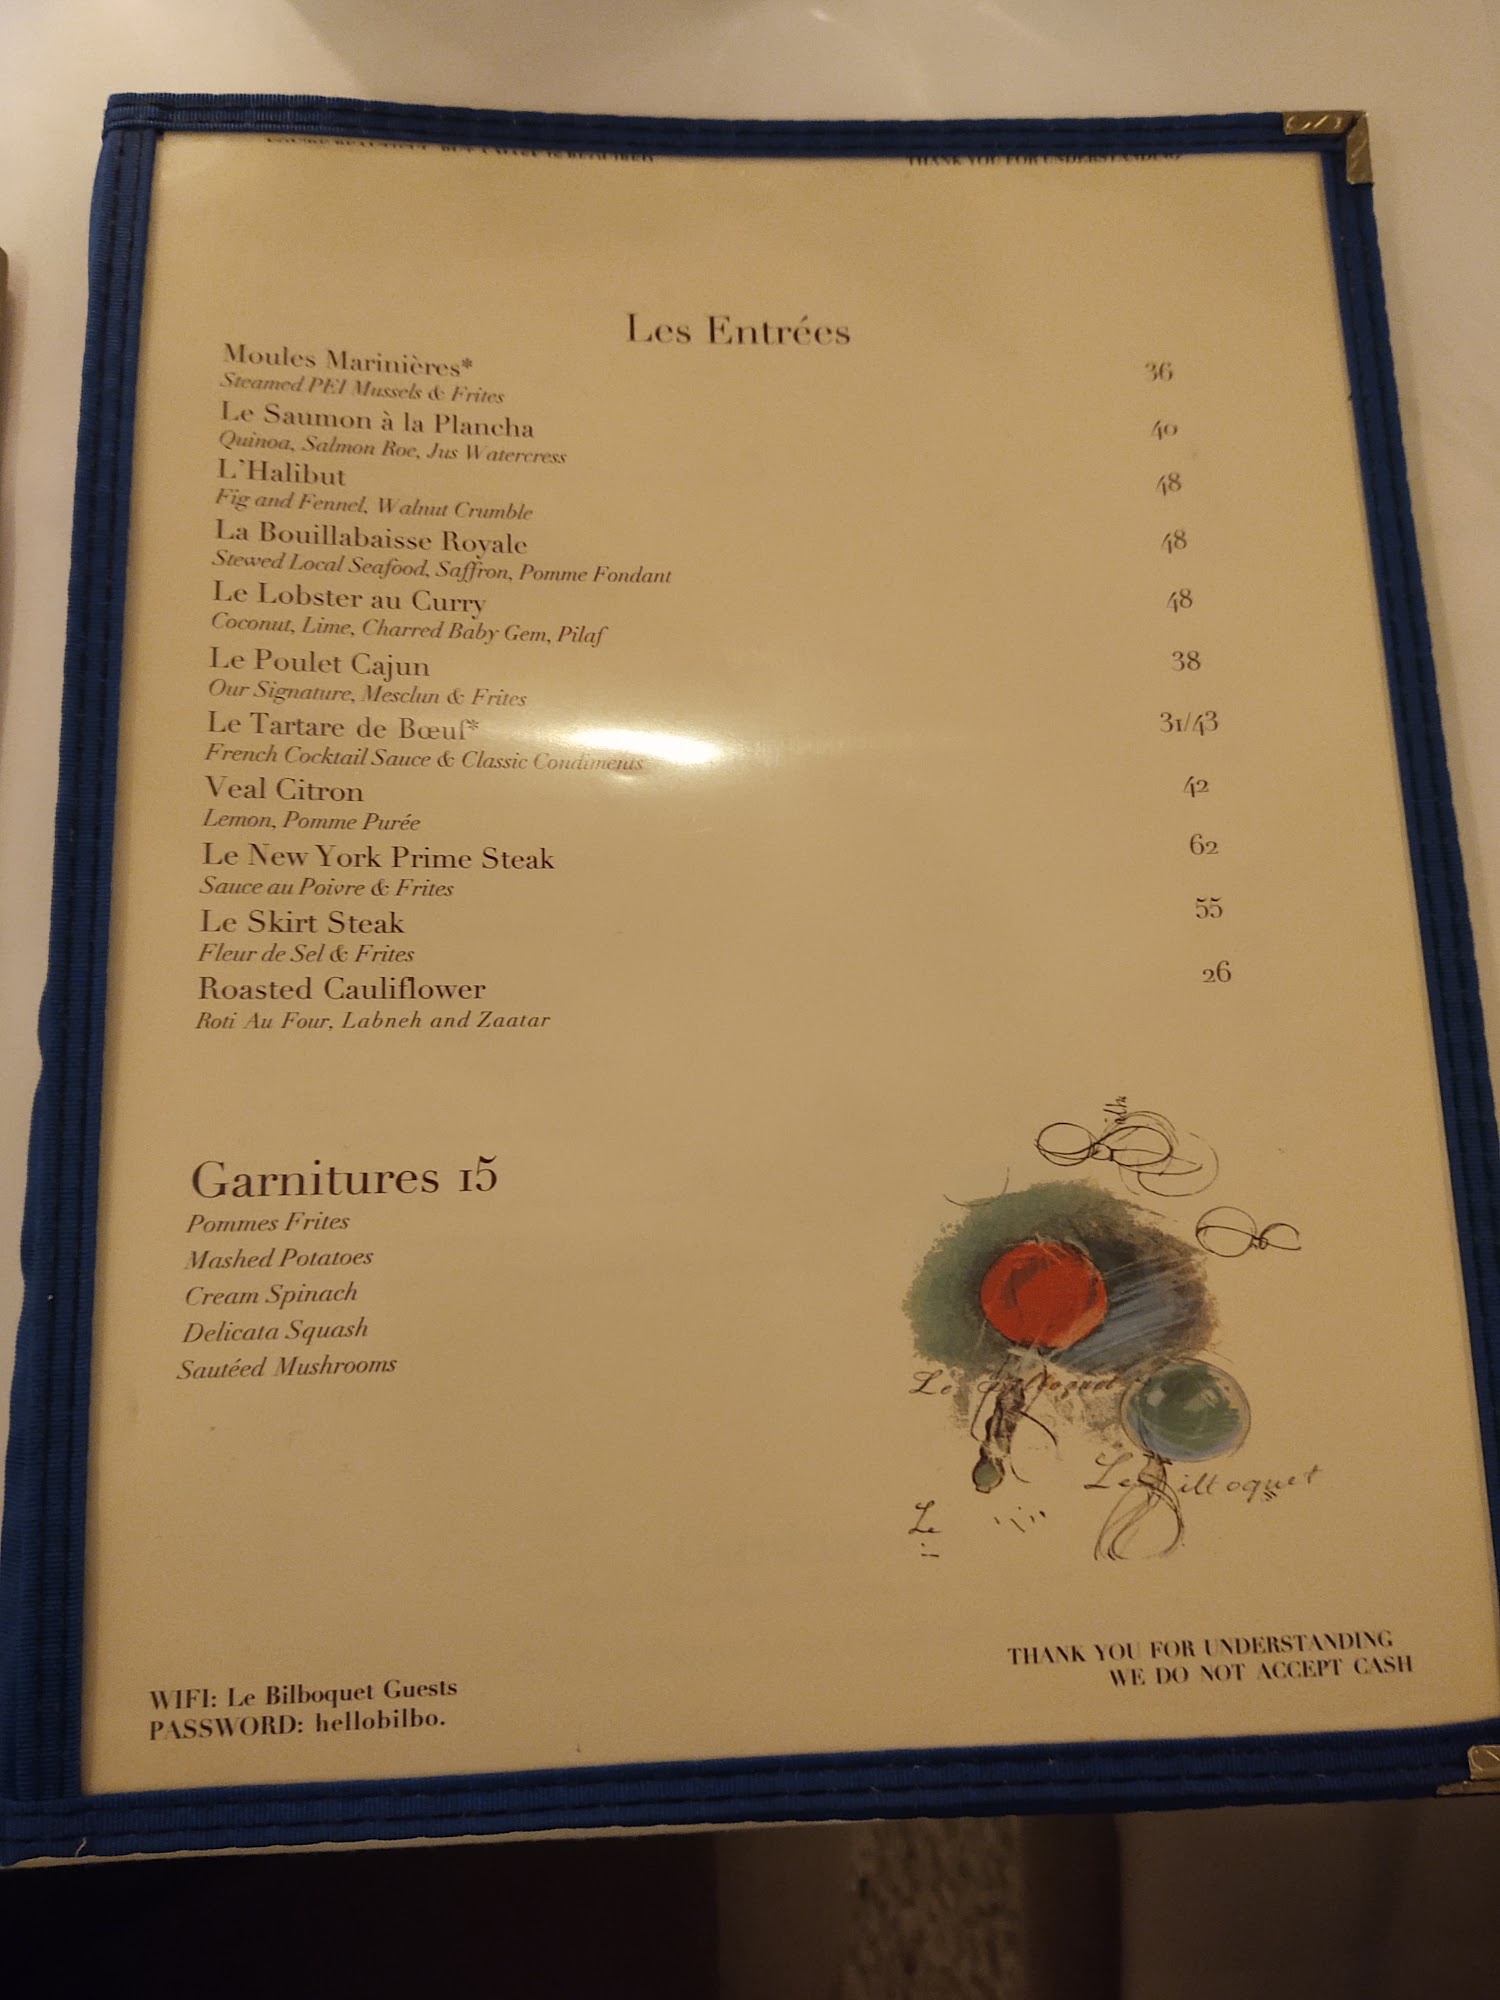 THANK YOU FOR UNDERSTANDING
Les Entrées
Moules Marinières* 36
Steamed PEI Mussels & Frites
Le Saumon à la Plancha 40
Quinoa, Salmon Roe, Jus Watercress
L'Halibut 48
Fig and Fennel, Walnut Crumble
La Bouillabaisse Royale 48
Stewed Local Seafood, Saffron, Pomme Fondant
Le Lobster au Curry 48
Coconut, Lime, Charred Baby Gem, Pilaf
Le Poulet Cajun 38
Our Signature, Mesclun & Frites
Le Tartare de Bœuf* 31/43
French Cocktail Sauce & Classic Condiments
Veal Citron 42
Lemon, Pomme Purée
Le New York Prime Steak 62
Sauce au Poivre & Frites
Le Skirt Steak 55
Fleur de Sel & Frites
Roasted Cauliflower 26
Roti Au Four, Labneh and Zaatar
Garnitures 15
Pommes Frites
Mashed Potatoes
Cream Spinach
Delicata Squash
Sautéed Mushrooms
Le
Le Bilboquet
Le
THANK YOU FOR UNDERSTANDING
WE DO NOT ACCEPT CASH
WIFI: Le Bilboquet Guests
PASSWORD: hellobilbo.